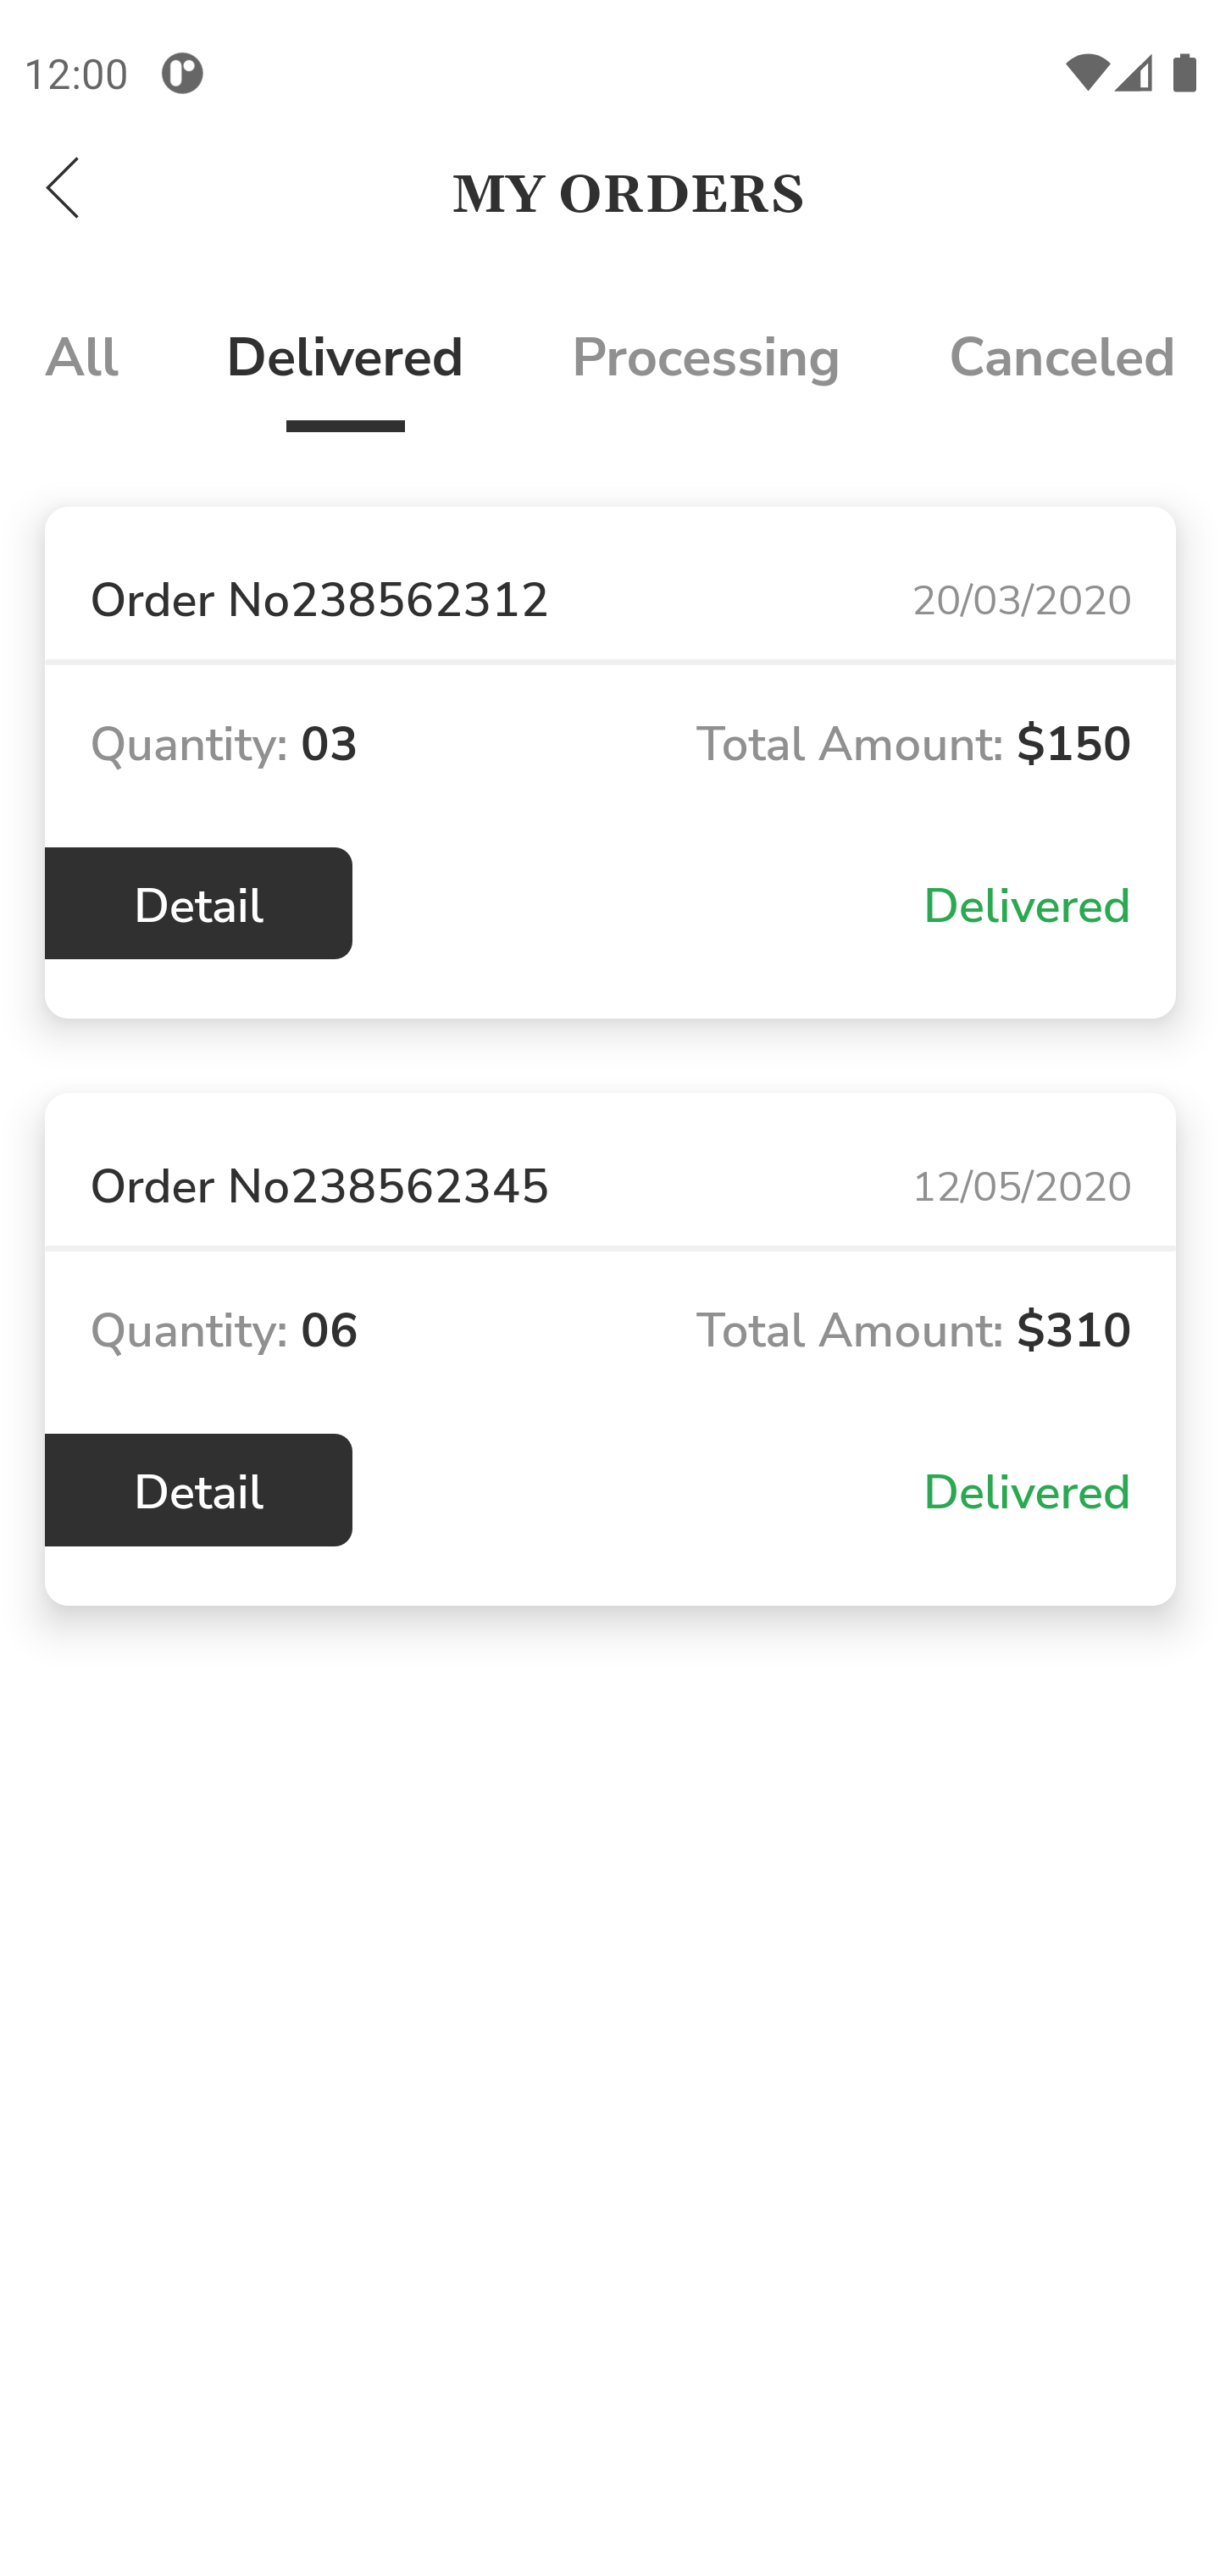 12:00
MY ORDERS
All Delivered Processing Canceled
Order No238562312 20/03/2020
Quantity: 03 Total Amount: $150
Detail Delivered
Order No238562345 12/05/2020
Quantity: 06 Total Amount: $310
Detail Delivered